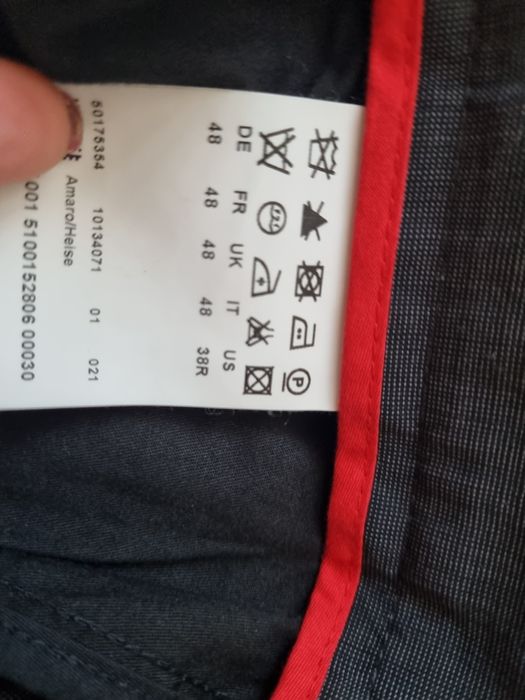 P
DE FR UK IT US
48 48 48 48 38R
50175354 10134071 01 021
Amaro/Heise
001 5100152806 00030